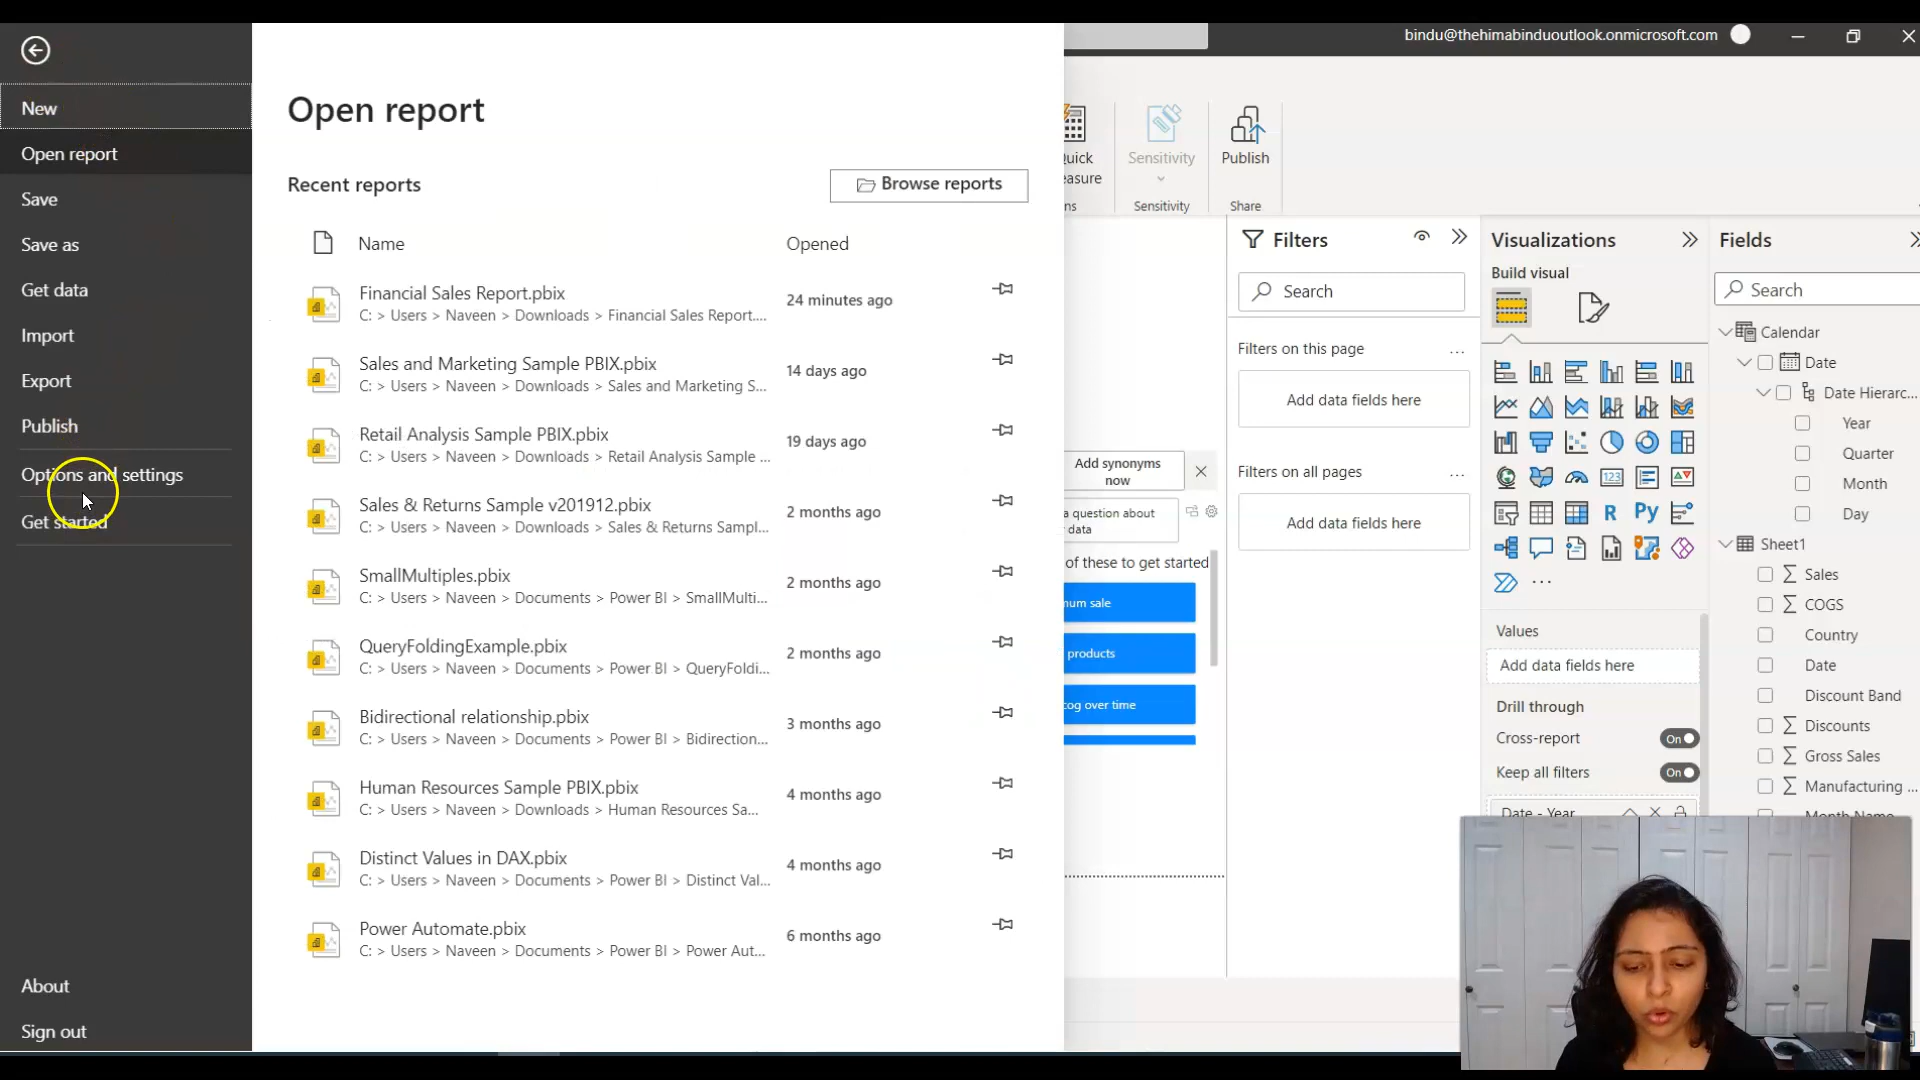 bindu@thehimabinduoutlook.onmicrosoft.com
New
Open report
Save
Save as
Get data
Import
Export
Publish
Options and settings
Get started
About
Sign out
Open report
Recent reports
Browse reports
Name
Opened
Financial Sales Report.pbix
C: > Users > Naveen > Downloads > Financial Sales Report....
24 minutes ago
Sales and Marketing Sample PBIX.pbix
C: > Users > Naveen > Downloads > Sales and Marketing S...
14 days ago
Retail Analysis Sample PBIX.pbix
C: > Users > Naveen > Downloads > Retail Analysis Sample ...
19 days ago
Sales & Returns Sample v201912.pbix
C: > Users > Naveen > Downloads > Sales & Returns Sampl...
2 months ago
SmallMultiples.pbix
C: > Users > Naveen > Documents > Power BI > SmallMulti...
2 months ago
QueryFoldingExample.pbix
C: > Users > Naveen > Documents > Power BI > QueryFoldi...
2 months ago
Bidirectional relationship.pbix
C: > Users > Naveen > Documents > Power BI > Bidirection...
3 months ago
Human Resources Sample PBIX.pbix
C: > Users > Naveen > Downloads > Human Resources Sa...
4 months ago
Distinct Values in DAX.pbix
C: > Users > Naveen > Documents > Power BI > Distinct Val...
4 months ago
Power Automate.pbix
C: > Users > Naveen > Documents > Power BI > Power Aut...
6 months ago
uick
easure
ns
Sensitivity
Sensitivity
Publish
Share
Add synonyms
now
a question about
data
of these to get started
num sale
products
cog over time
Filters
Search
Filters on this page
...
Add data fields here
Filters on all pages
...
Add data fields here
Visualizations
Build visual
123
R
Py
...
Values
Add data fields here
Drill through
Cross-report
On
Keep all filters
On
Date - Year
Fields
Search
Calendar
Date
Date Hierarc...
Year
Quarter
Month
Day
Sheet1
Sales
COGS
Country
Date
Discount Band
Discounts
Gross Sales
Manufacturing ...
Month Name